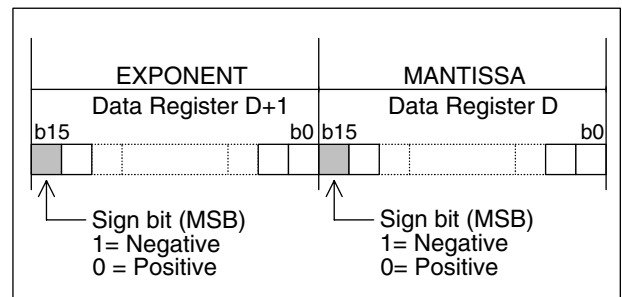 EXPONENT MANTISSA
Data Register D+1 Data Register D
b15 b0 b15 b0
Sign bit (MSB) Sign bit (MSB)
1= Negative 1= Negative
0 = Positive 0= Positive